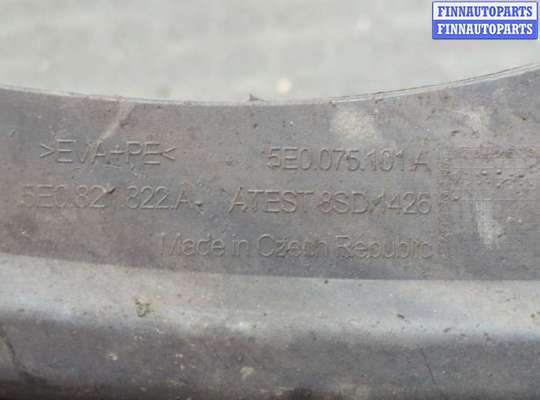 FINNAUTOPARTS
FINNAUTOPARTS
>EVA+PE< 5E0.075.101.A
5E0.821.822.A ATEST 8SD/1426
Made in Czech Republic